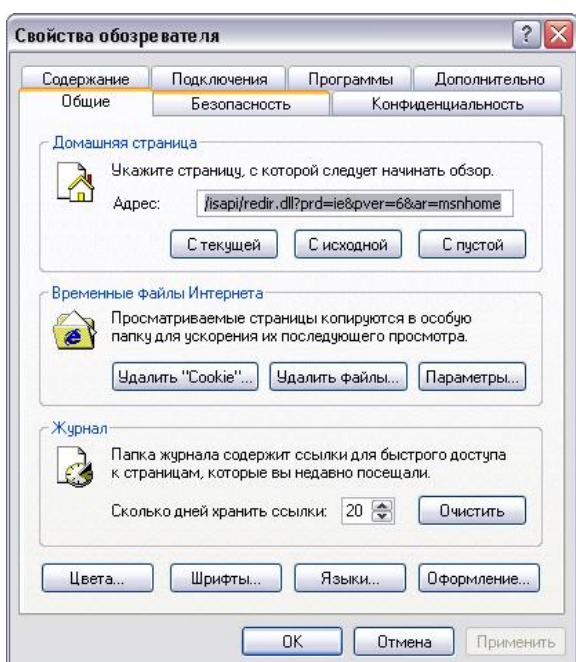 Свойства обозревателя
Содержание Подключения Программы Дополнительно
Общие Безопасность Конфиденциальность
Домашняя страница
Укажите страницу, с которой следует начинать обзор.
Адрес: /isapi/redir.dll?prd=ie&pver=6&ar=msnhome
С текущей С исходной С пустой
Временные файлы Интернета
Просматриваемые страницы копируются в особую
папку для ускорения их последующего просмотра.
Удалить "Cookie"... Удалить файлы... Параметры...
Журнал
Папка журнала содержит ссылки для быстрого доступа
к страницам, которые вы недавно посещали.
Сколько дней хранить ссылки: 20 Очистить
Цвета... Шрифты... Языки... Оформление...
OK Отмена Применить